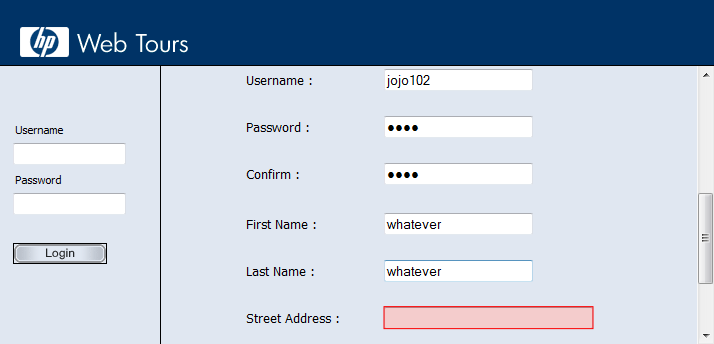 hp Web Tours
Username
Password
Login
Username : jojo102
Password : ••••
Confirm : ••••
First Name : whatever
Last Name : whatever
Street Address :